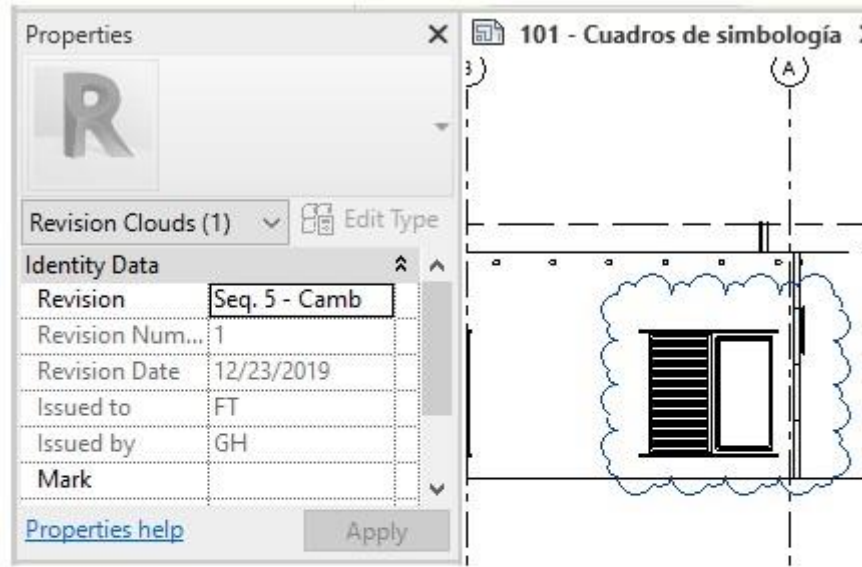 Properties
101 - Cuadros de simbología
R
A
Revision Clouds (1)
Edit Type
Identity Data
Revision Seq. 5 - Camb
Revision Num... 1
Revision Date 12/23/2019
Issued to FT
Issued by GH
Mark
Properties help
Apply